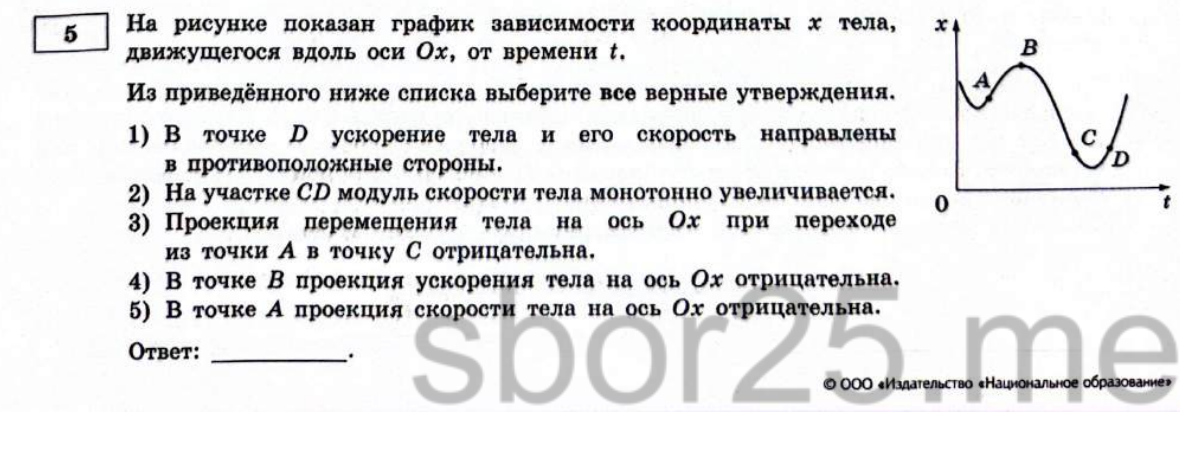 5
На рисунке показан график зависимости координаты x тела,
движущегося вдоль оси Ox, от времени t.
Из приведённого ниже списка выберите все верные утверждения.
1) В точке D ускорение тела и его скорость направлены
в противоположные стороны.
2) На участке CD модуль скорости тела монотонно увеличивается.
3) Проекция перемещения тела на ось Ox при переходе
из точки A в точку C отрицательна.
4) В точке B проекция ускорения тела на ось Ox отрицательна.
5) В точке A проекция скорости тела на ось Ox отрицательна.
Ответ: ____________.
x
B
A
C
D
0
t
sbor25.me
© ООО «Издательство «Национальное образование»